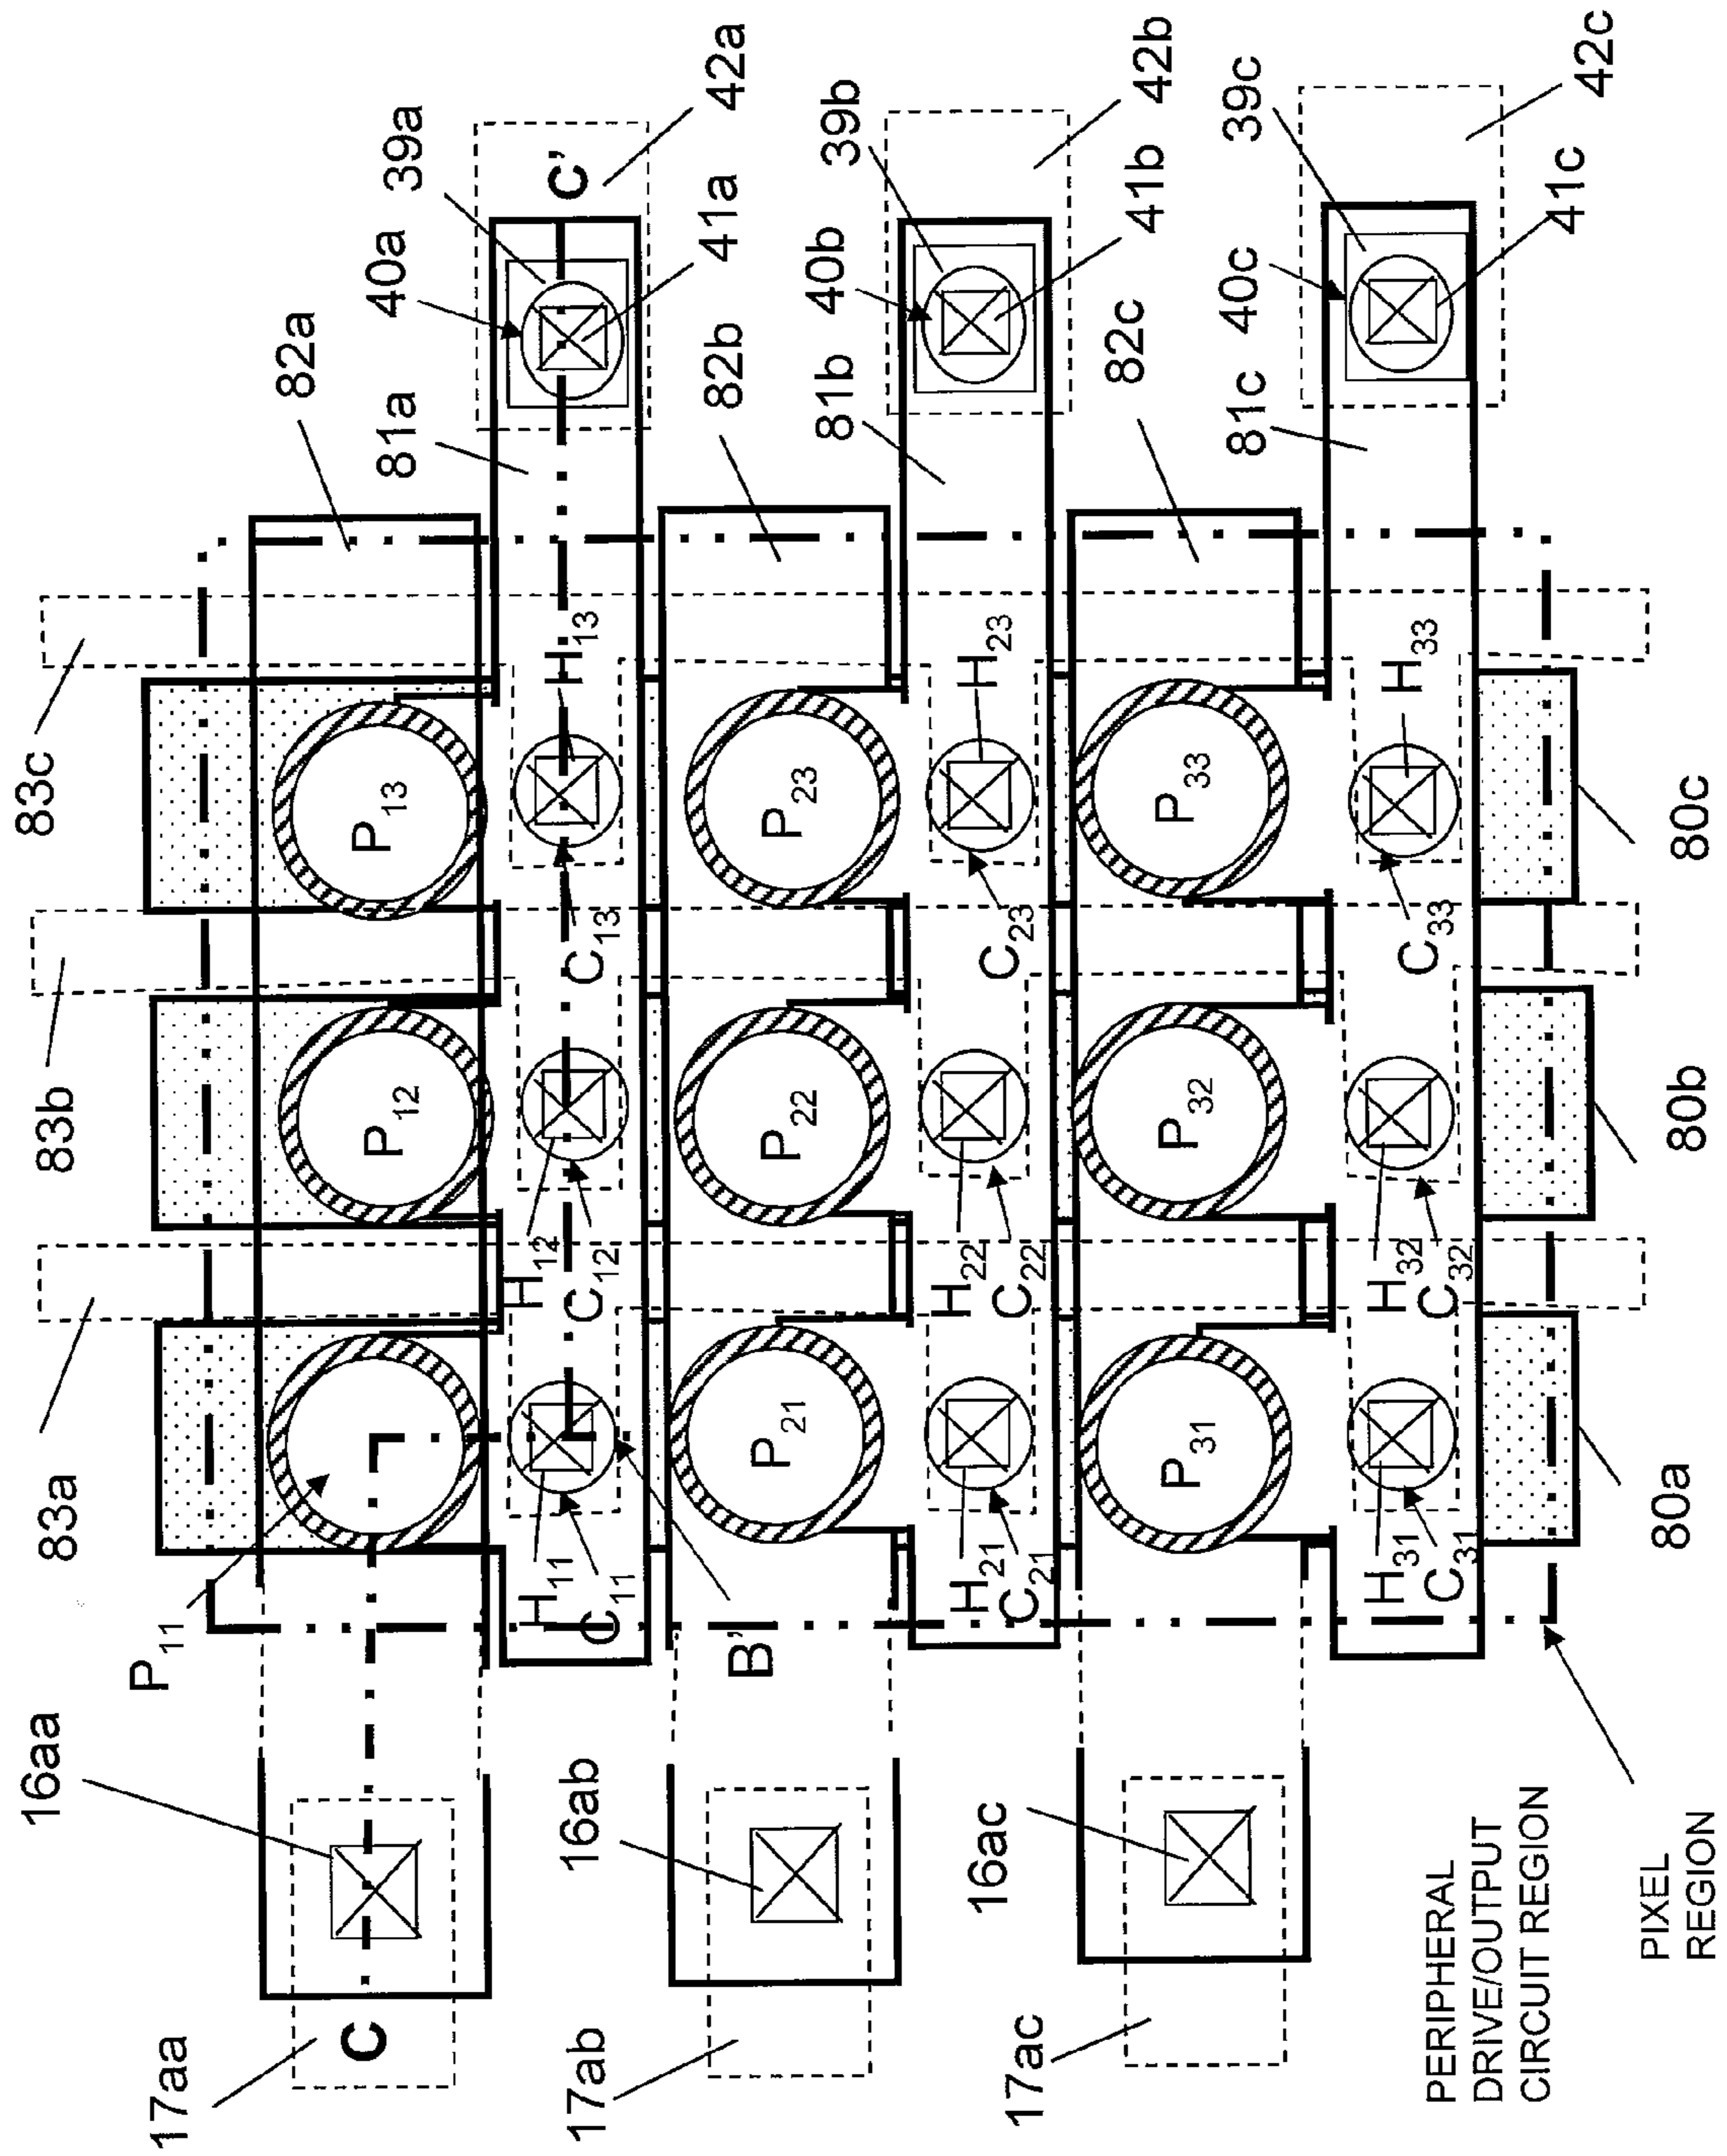 83a
83b
83c
P11
P12
P13
82a
16aa
17aa
C
81a
40a
39a
C'
41a
42a
H11
C11
H12
C12
C13
H13
82b
P21
P22
P23
B'
16ab
17ab
81b
40b
39b
41b
42b
H21
C21
H22
C22
C23
H23
82c
P31
P32
P33
16ac
17ac
81c
40c
39c
41c
42c
H31
C31
H32
C32
C33
H33
80a
80b
80c
PERIPHERAL
DRIVE/OUTPUT
CIRCUIT REGION
PIXEL
REGION